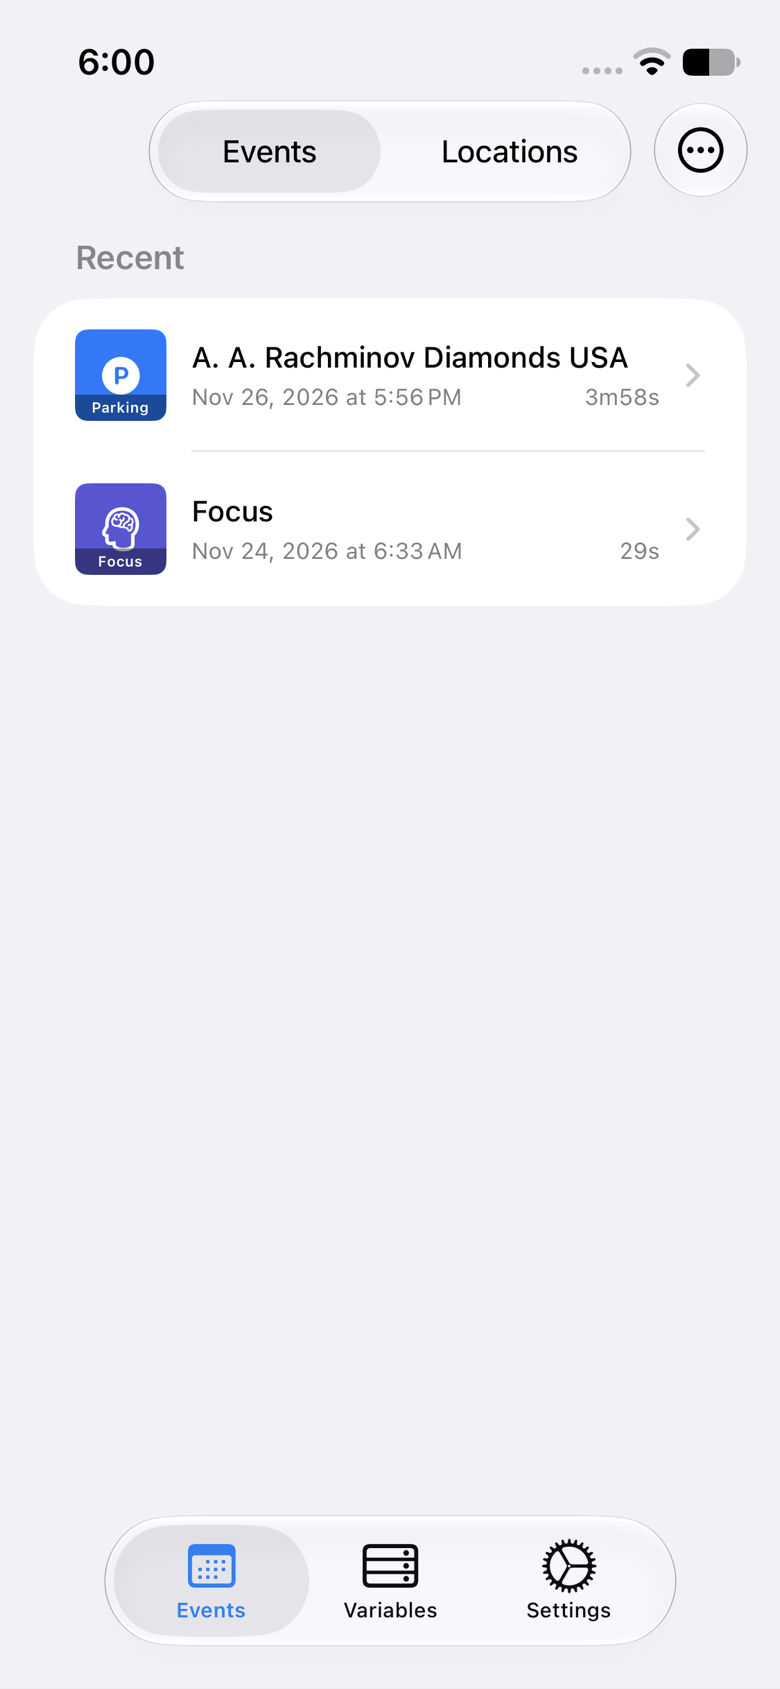 6:00
Events
Locations
Recent
P
Parking
A. A. Rachminov Diamonds USA
Nov 26, 2026 at 5:56 PM
3m58s
Focus
Focus
Nov 24, 2026 at 6:33 AM
29s
Events
Variables
Settings